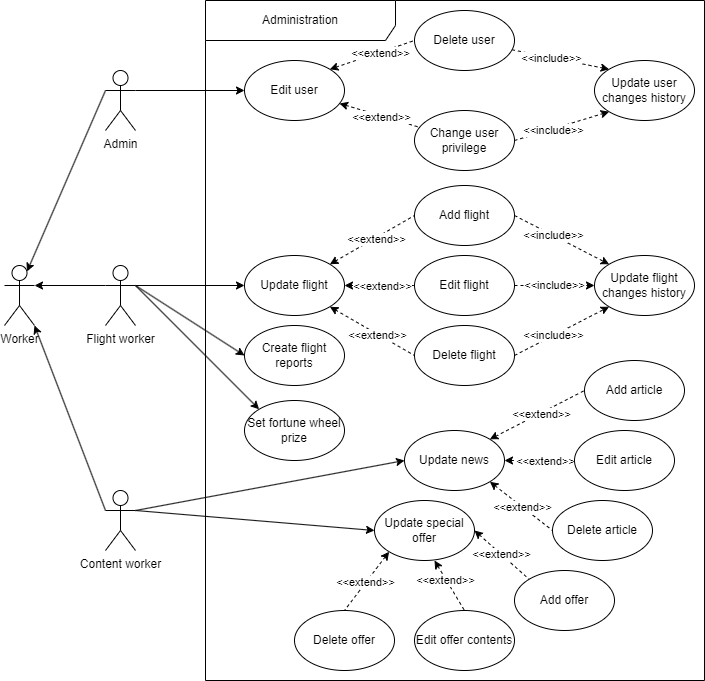 Administration
Delete user
<<extend>>
<<include>>
Edit user
Update user
changes history
<<extend>>
Change user
privilege
<<include>>
Admin
Add flight
<<extend>>
<<include>>
Update flight
<<extend>>
Edit flight
<<include>>
Update flight
changes history
Worker
Flight worker
<<extend>>
Delete flight
<<include>>
Create flight
reports
Add article
<<extend>>
Set fortune wheel
prize
Update news
<<extend>>
Edit article
<<extend>>
Delete article
Update special
offer
Content worker
<<extend>>
<<extend>>
<<extend>>
Add offer
Delete offer
Edit offer contents